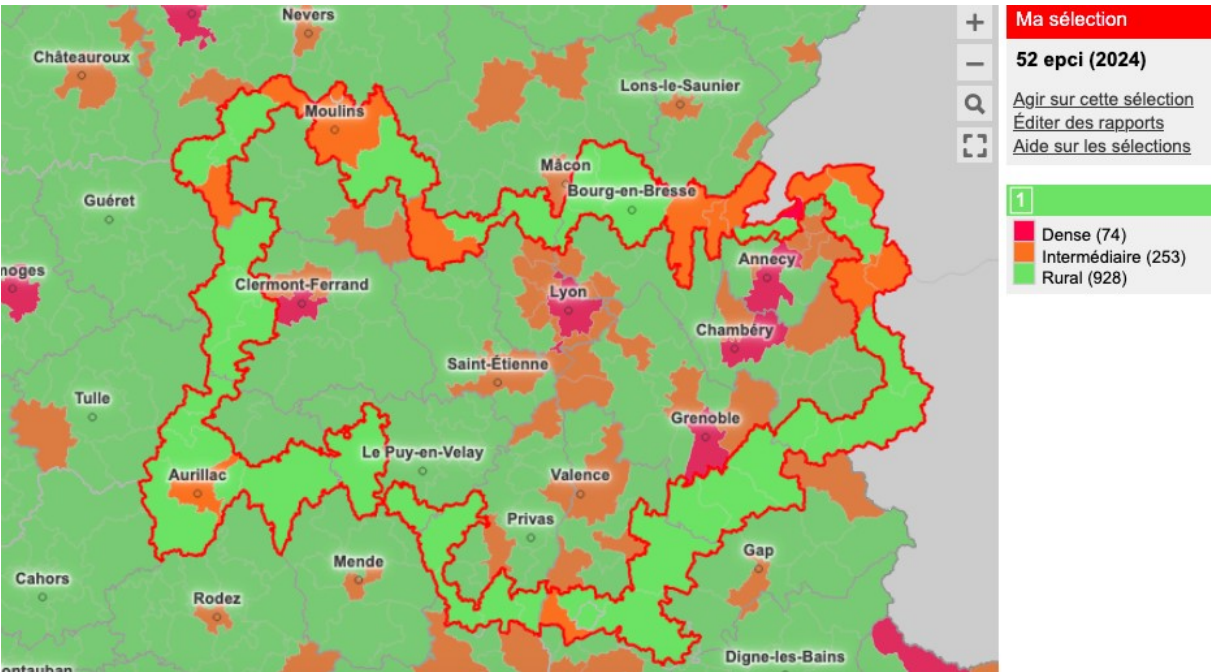 Nevers
Châteauroux
Lons-le-Saunier
Moulins
Mâcon
Bourg-en-Bresse
Guéret
Annecy
moges
Clermont-Ferrand
Lyon
Chambéry
Saint-Étienne
Tulle
Grenoble
Le Puy-en-Velay
Aurillac
Valence
Privas
Gap
Mende
Cahors
Rodez
Digne-les-Bains
ontauban
+
−
Ma sélection
52 epci (2024)
Agir sur cette sélection
Éditer des rapports
Aide sur les sélections
1
Dense (74)
Intermédiaire (253)
Rural (928)